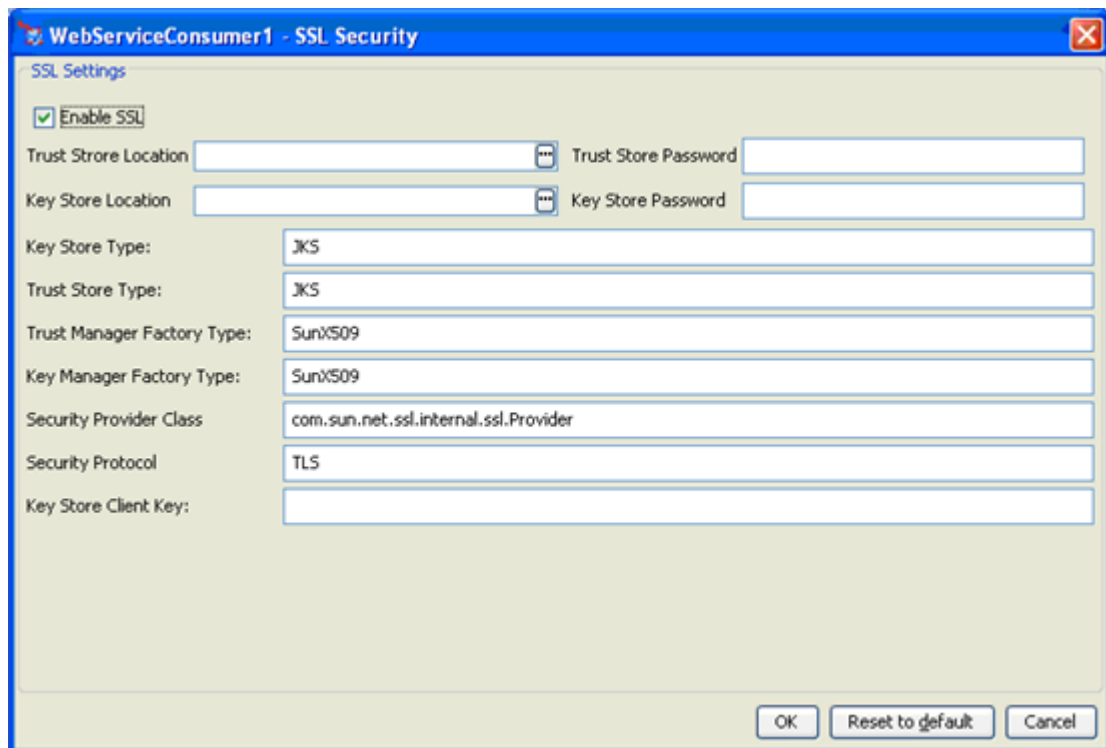 WebServiceConsumer1 - SSL Security
SSL Settings
Enable SSL
Trust Strore Location
Trust Store Password
Key Store Location
Key Store Password
Key Store Type:
JKS
Trust Store Type:
JKS
Trust Manager Factory Type:
SunX509
Key Manager Factory Type:
SunX509
Security Provider Class
com.sun.net.ssl.internal.ssl.Provider
Security Protocol
TLS
Key Store Client Key:
OK
Reset to default
Cancel